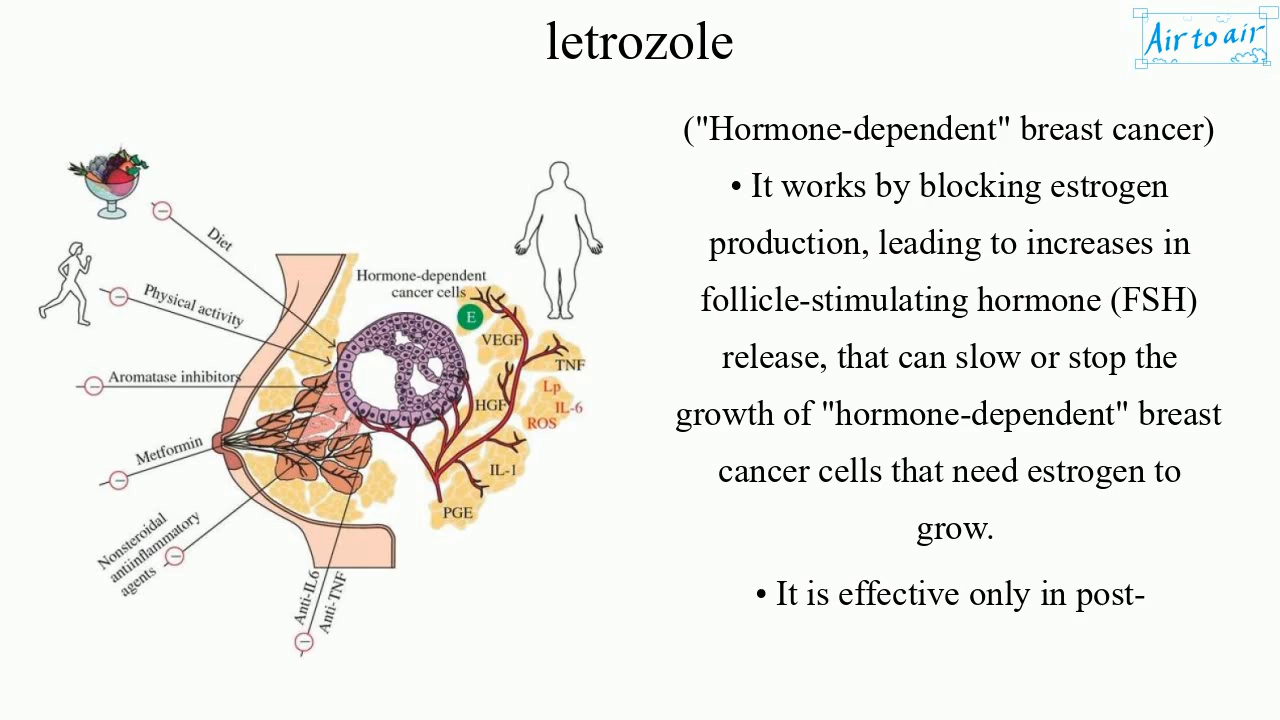 letrozole
Air to air
("Hormone-dependent" breast cancer)
• It works by blocking estrogen
production, leading to increases in
follicle-stimulating hormone (FSH)
release, that can slow or stop the
growth of "hormone-dependent" breast
cancer cells that need estrogen to
grow.
• It is effective only in post-
Diet
Physical activity
Aromatase inhibitors
Metformin
Nonsteroidal
antiinflammatory
agents
Anti-IL6
Anti-TNF
Hormone-dependent
cancer cells
E
VEGF
TNF
Lp
IL-6
HGF
ROS
IL-1
PGE